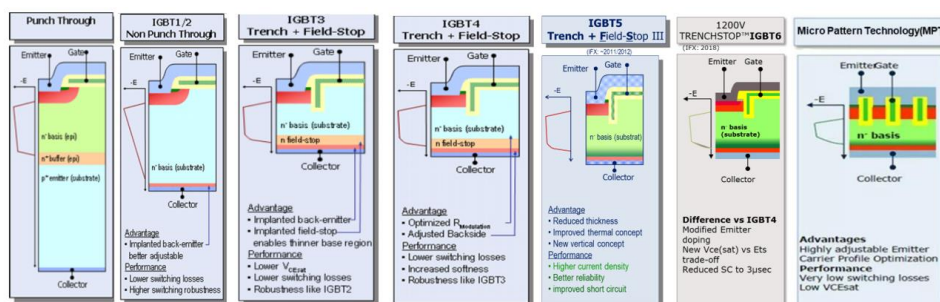 Punch Through
Emitter
Gate
-E
n⁻ basis (epi)
n⁺ buffer (epi)
p⁺ emitter (substrate)
Collector
IGBT1/2
Non Punch Through
Emitter
Gate
-E
n⁻ basis (substrate)
Collector
Advantage
• Implanted back-emitter
better adjustable
Performance
• Lower switching losses
• Higher switching robustness
IGBT3
Trench + Field-Stop
Emitter
Gate
-E
n⁻ basis (substrate)
n field-stop
Collector
Advantage
• Implanted back-emitter
• Implanted field-stop
enables thinner base region
Performance
• Lower VCEsat
• Lower switching losses
• Robustness like IGBT2
IGBT4
Trench + Field-Stop
Emitter
Gate
-E
n⁻ basis (substrate)
n field-stop
Collector
Advantage
• Optimized RModulation
• Adjusted Backside
Performance
• Lower switching losses
• Increased softness
• Robustness like IGBT3
IGBT5
Trench + Field-Stop III
(IFX: ~2011/2012)
Emitter
Gate
-E
n⁻ basis (substrat)
n field-stop
Collector
Advantage
• Reduced thickness
• Improved thermal concept
• New vertical concept
Performance
• Higher current density
• Better reliability
• improved short circuit
1200V
TRENCHSTOP™IGBT6
(IFX: 2018)
Emitter
Gate
-E
n⁻ basis
(substrate)
Collector
Difference vs IGBT4
Modified Emitter
doping
New Vce(sat) vs Ets
trade-off
Reduced SC to 3µsec
Micro Pattern Technology(MPT
EmitterGate
-E
n⁻ basis
Collector
Advantages
Highly adjustable Emitter
Carrier Profile Optimization
Performance
Very low switching losses
Low VCEsat